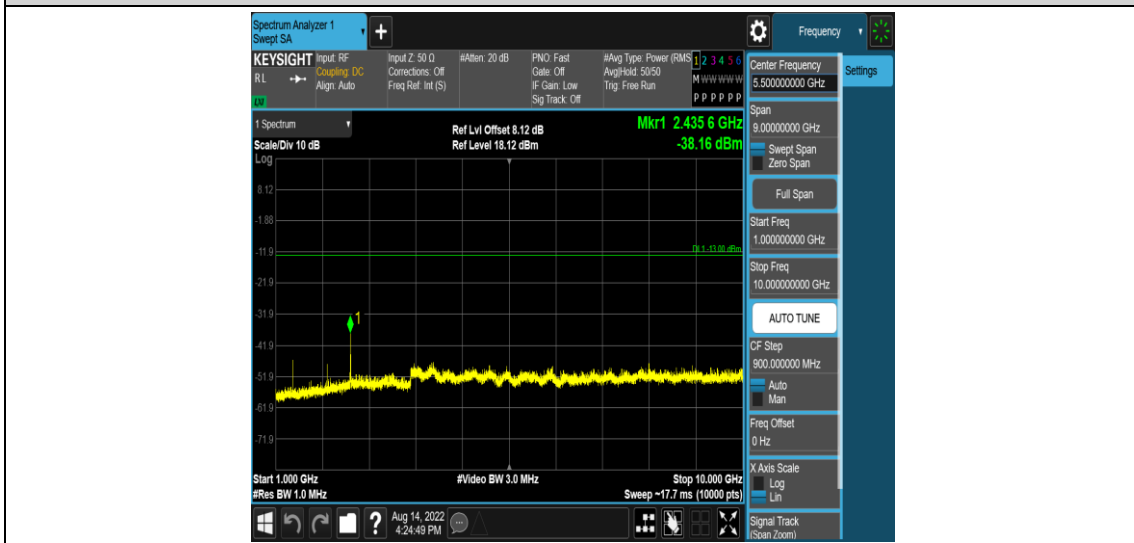 Spectrum Analyzer 1
Swept SA
+
Frequency
KEYSIGHT
RL
LXI
Input: RF
Coupling: DC
Align: Auto
Input Z: 50 Ω
Corrections: Off
Freq Ref: Int (S)
#Atten: 20 dB
PNO: Fast
Gate: Off
IF Gain: Low
Sig Track: Off
#Avg Type: Power (RMS
Avg|Hold: 50/50
Trig: Free Run
1 2 3 4 5 6
M W W W W W
P P P P P P
1 Spectrum
Scale/Div 10 dB
Log
Ref Lvl Offset 8.12 dB
Ref Level 18.12 dBm
Mkr1 2.435 6 GHz
-38.16 dBm
8.12
-1.88
-11.9
DL1 -13.00 dBm
-21.9
-31.9
1
-41.9
-51.9
-61.9
-71.9
Start 1.000 GHz
#Video BW 3.0 MHz
Stop 10.000 GHz
#Res BW 1.0 MHz
Sweep ~17.7 ms (10000 pts)
?
Aug 14, 2022
4:24:49 PM
Center Frequency
5.500000000 GHz
Settings
Span
9.00000000 GHz
Swept Span
Zero Span
Full Span
Start Freq
1.000000000 GHz
Stop Freq
10.000000000 GHz
AUTO TUNE
CF Step
900.000000 MHz
Auto
Man
Freq Offset
0 Hz
X Axis Scale
Log
Lin
Signal Track
(Span Zoom)